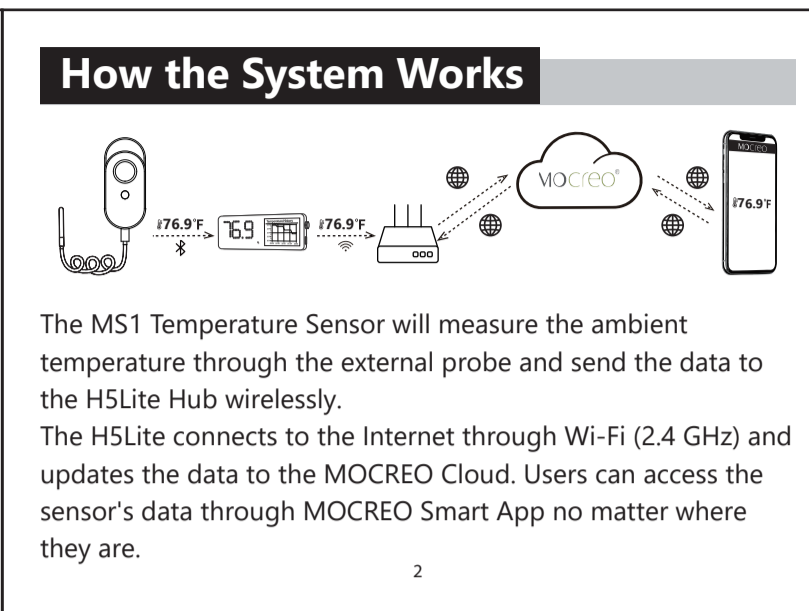 How the System Works
MOCREO®
MOCREO
76.9°F
76.9
76.9°F
76.9°F
The MS1 Temperature Sensor will measure the ambient
temperature through the external probe and send the data to
the H5Lite Hub wirelessly.
The H5Lite connects to the Internet through Wi-Fi (2.4 GHz) and
updates the data to the MOCREO Cloud. Users can access the
sensor's data through MOCREO Smart App no matter where
they are.
2